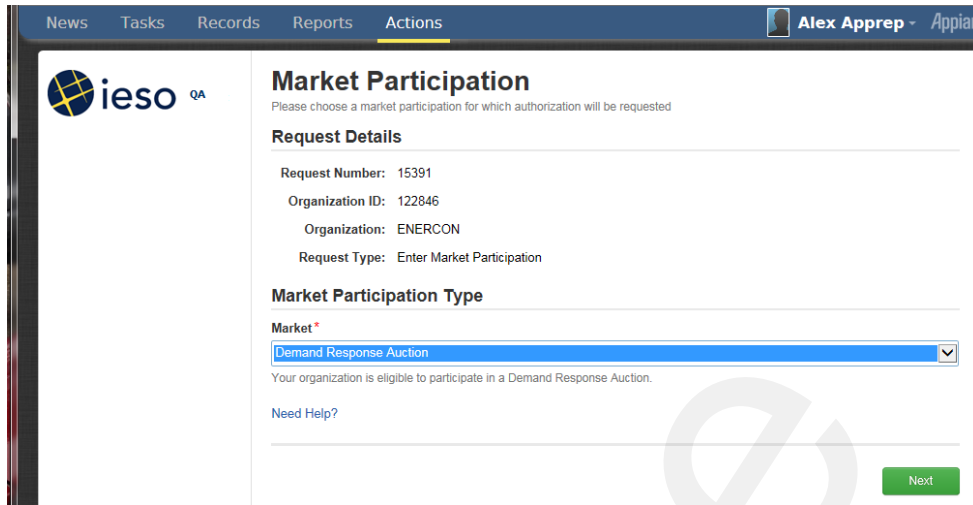 News Tasks Records Reports Actions Alex Apprep
ieso QA
Market Participation
Please choose a market participation for which authorization will be requested
Request Details
Request Number: 15391
Organization ID: 122846
Organization: ENERCON
Request Type: Enter Market Participation
Market Participation Type
Market*
Demand Response Auction
Your organization is eligible to participate in a Demand Response Auction.
Need Help?
Next